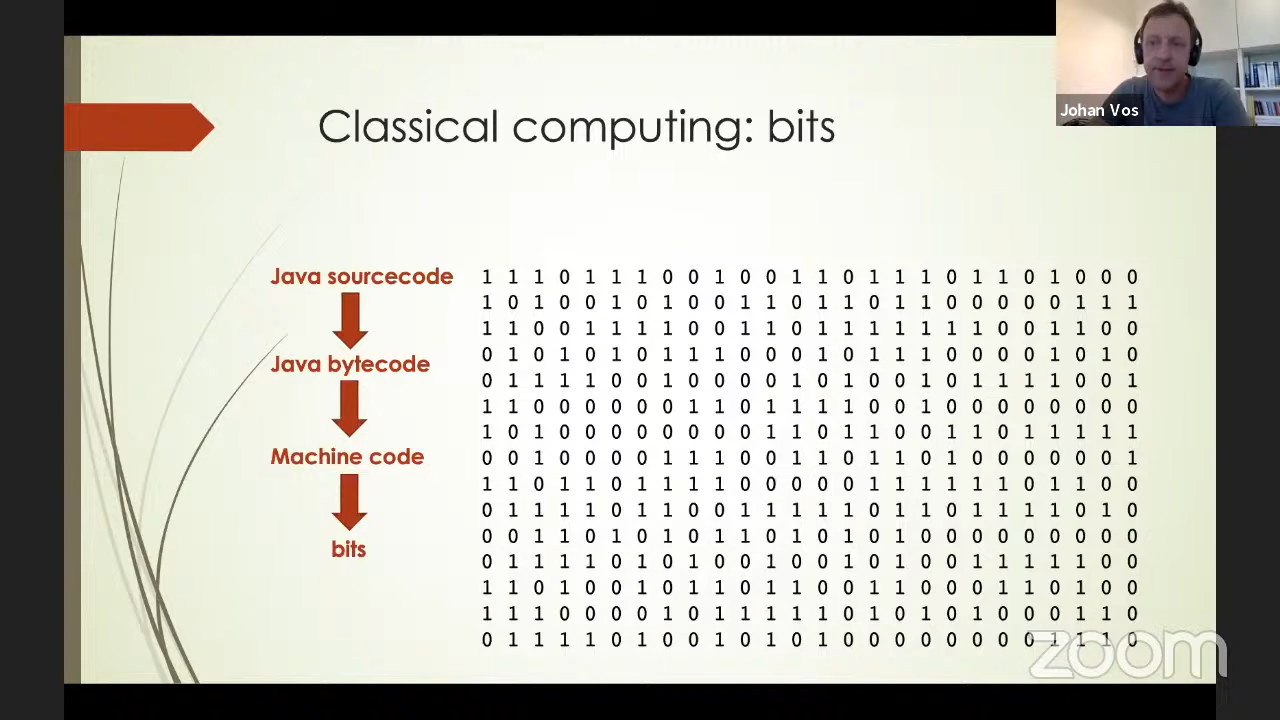 Johan Vos
Classical computing: bits
Java sourcecode
Java bytecode
Machine code
bits
1 1 1 0 1 1 1 0 0 1 0 0 1 1 0 1 1 1 0 1 1 0 1 0 0 0
1 0 1 0 0 1 0 1 0 0 1 1 0 1 1 0 1 1 0 0 0 0 0 1 1 1
1 1 0 0 1 1 1 1 0 0 1 1 0 1 1 1 1 1 1 1 0 0 1 1 0 0
0 1 0 1 0 1 0 1 1 1 0 0 0 1 0 1 1 1 0 0 0 0 1 0 1 0
0 1 1 1 1 0 0 1 0 0 0 0 1 0 1 0 0 1 0 1 1 1 1 0 0 1
1 1 0 0 0 0 0 0 1 1 0 1 1 1 1 0 0 1 0 0 0 0 0 0 0 0
1 0 1 0 0 0 0 0 0 0 0 1 1 0 1 1 0 0 1 1 0 1 1 1 1 1
0 0 1 0 0 0 0 1 1 1 0 0 1 1 0 1 1 0 1 0 0 0 0 0 0 1
1 1 0 1 1 0 1 1 1 1 0 0 0 0 0 1 1 1 1 1 1 0 1 1 0 0
0 1 1 1 1 0 1 1 0 0 1 1 1 1 1 0 1 1 0 1 1 1 1 0 1 0
0 0 1 1 0 1 0 1 0 1 1 0 1 0 1 0 1 0 0 0 0 0 0 0 0 0
0 1 1 1 1 0 1 0 1 0 0 1 0 0 1 0 1 0 0 1 1 1 1 1 0 0
1 1 0 1 0 0 1 0 1 1 0 1 1 0 0 1 1 0 0 0 1 1 0 1 0 0
1 1 1 0 0 0 0 1 0 1 1 1 1 1 0 1 0 1 0 1 0 0 0 1 1 0
0 1 1 1 1 0 1 0 0 1 0 1 0 1 0 0 0 0 0 0 0 0 1 1 1 0
zoom